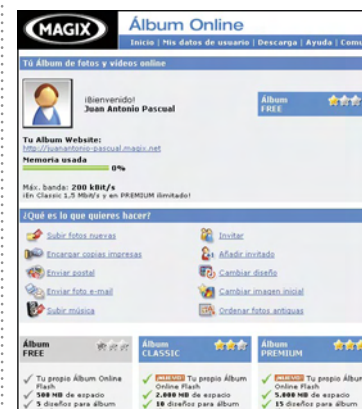 MAGIX
Álbum Online
Inicio | Mis datos de usuario | Descarga | Ayuda | Comu
Tú Álbum de fotos y vídeos online
¡Bienvenido!
Juan Antonio Pascual
Álbum
FREE
Tu Album Website:
http://juanantonio-pascual.magix.net
Memoria usada
0%
Máx. banda: 200 kBit/s
¡En Classic 1,5 Mbit/s y en PREMIUM ilimitado!
¿Qué es lo que quieres hacer?
Subir fotos nuevas
Invitar
Encargar copias impresas
Añadir invitado
Enviar postal
Cambiar diseño
Enviar foto e-mail
Cambiar imagen inicial
Subir música
Ordenar fotos antiguas
Álbum
FREE
Álbum
CLASSIC
Álbum
PREMIUM
Tu propio Álbum Online
Flash
500 MB de espacio
5 diseños para álbum
¡NUEVO! Tu propio Álbum
Online Flash
2.000 MB de espacio
10 diseños para álbum
¡NUEVO! Tu propio Álbum
Online Flash
5.000 MB de espacio
15 diseños para álbum